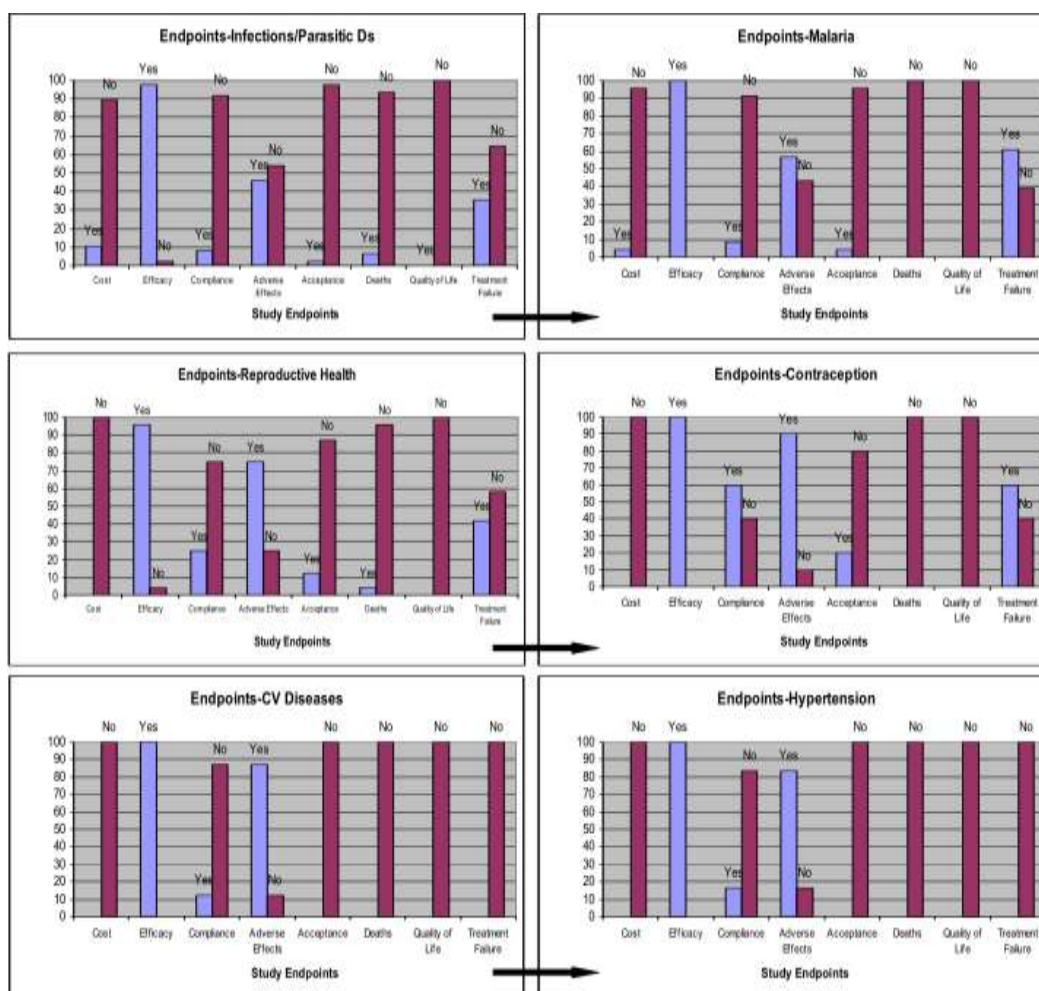 Endpoints-Infections/Parasitic Ds
Yes No No No No No
100
90
80
70
60
50
40
30
20
10
0
Yes No Yes Yes No Yes Yes Yes Yes
Cost Efficacy Compliance Adverse Effects Acceptance Deaths Quality of Life Treatment Failure
Study Endpoints
Endpoints-Malaria
No Yes No No No No
100
90
80
70
60
50
40
30
20
10
0
Yes Yes Yes No Yes Yes No
Cost Efficacy Compliance Adverse Effects Acceptance Deaths Quality of Life Treatment Failure
Study Endpoints
Endpoints-Reproductive Health
No Yes No Yes No No No
100
90
80
70
60
50
40
30
20
10
0
No Yes No Yes Yes Yes No
Cost Efficacy Compliance Adverse Effects Acceptance Deaths Quality of Life Treatment Failure
Study Endpoints
Endpoints-Contraception
No Yes Yes No No No
100
90
80
70
60
50
40
30
20
10
0
Yes No No Yes Yes No
Cost Efficacy Compliance Adverse Effects Acceptance Deaths Quality of Life Treatment Failure
Study Endpoints
Endpoints-CV Diseases
No Yes No Yes No No No No
100
90
80
70
60
50
40
30
20
10
0
Yes No
Cost Efficacy Compliance Adverse Effects Acceptance Deaths Quality of Life Treatment Failure
Study Endpoints
Endpoints-Hypertension
No Yes No Yes No No No No
100
90
80
70
60
50
40
30
20
10
0
Yes No
Cost Efficacy Compliance Adverse Effects Acceptance Deaths Quality of Life Treatment Failure
Study Endpoints